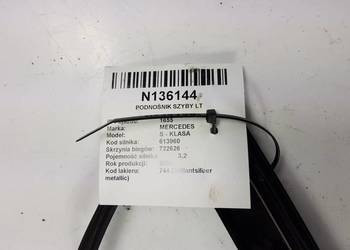 N136144
PODNOŚNIK SZYBY LT
1655
Marka: MERCEDES
Model: S - KLASA
Kod silnika: 613960
Skrzynia biegów: 722626
Pojemność silnika: 3,2
Rok produkcji:
Kod lakieru: 744
metallic)